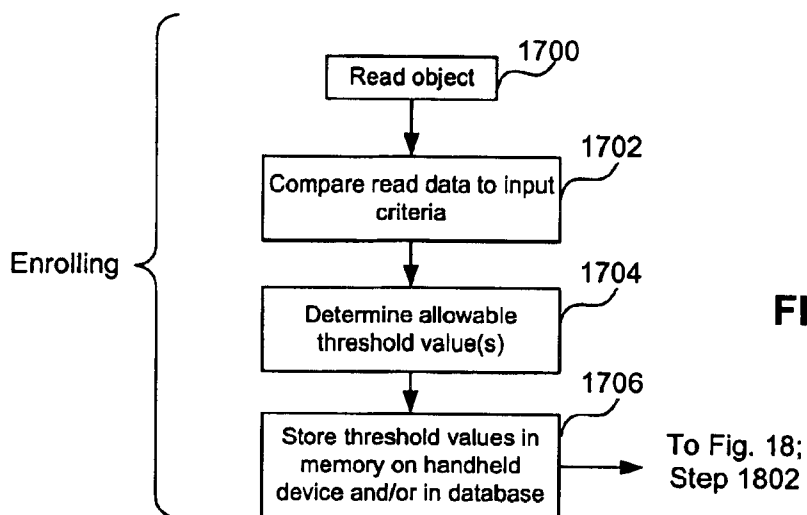 1700
Read object
1702
Compare read data to input
criteria
Enrolling
1704
Determine allowable
threshold value(s)
1706
Store threshold values in
memory on handheld
device and/or in database
To Fig. 18;
Step 1802